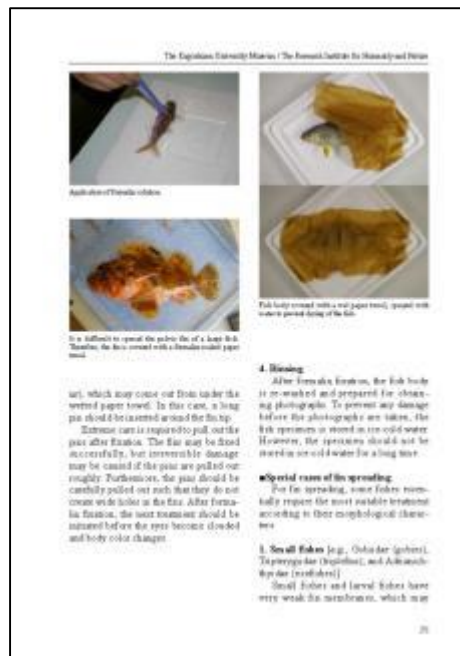 The Kagoshima University Museum / The Research Institute for Humanity and Nature
Application of formalin solution.
It is difficult to spread the pelvic fin of a large fish.
Therefore, the fin is covered with a formalin-soaked paper
towel.
ms), which may come out from under the
wetted paper towel. In this case, a long
pin should be inserted around the fin tip.
Extreme care is required to pull out the
pins after fixation. The fins may be fixed
successfully, but irreversible damage
may be caused if the pins are pulled out
roughly. Furthermore, the pins should be
carefully pulled out such that they do not
create wide holes in the fins. After forma-
lin fixation, the next treatment should be
initiated before the eyes become clouded
and body color changes.
Fish body covered with a wet paper towel, sprayed with
water to prevent drying of the fish.
4. Rinsing
After formalin fixation, the fish body
is re-washed and prepared for obtain-
ing photographs. To prevent any damage
before the photographs are taken, the
fish specimen is stored in ice-cold water.
However, the specimen should not be
stored in ice-cold water for a long time.
■Special cases of fin spreading
For fin spreading, some fishes essen-
tially require the most suitable treatment
according to their morphological charac-
ters.
1. Small fishes [e.g., Gobiidae (gobies),
Tripterygiidae (triplefins), and Adrianich-
thyidae (ricefishes)]
Small fishes and larval fishes have
very weak fin membranes, which may